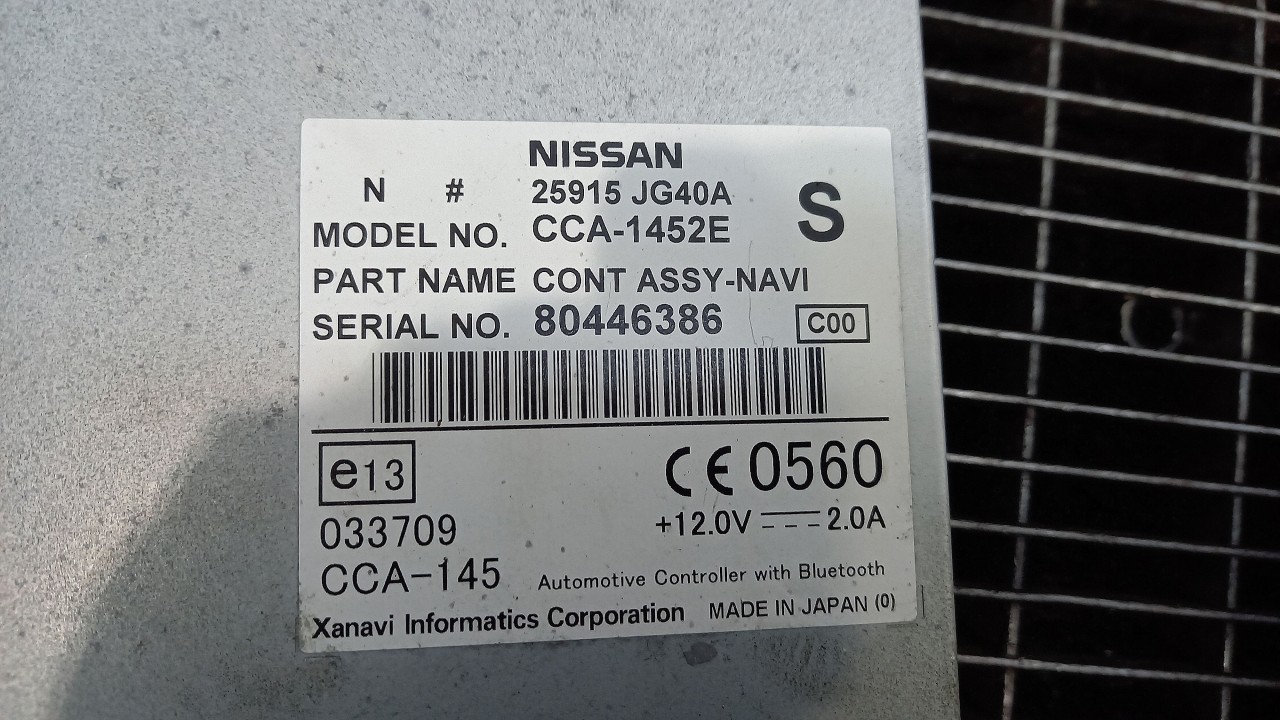 NISSAN
N # 25915 JG40A S
MODEL NO. CCA-1452E
PART NAME CONT ASSY-NAVI
SERIAL NO. 80446386 C00
e13 CE 0560
033709 +12.0V 2.0A
CCA-145 Automotive Controller with Bluetooth
Xanavi Informatics Corporation MADE IN JAPAN (0)